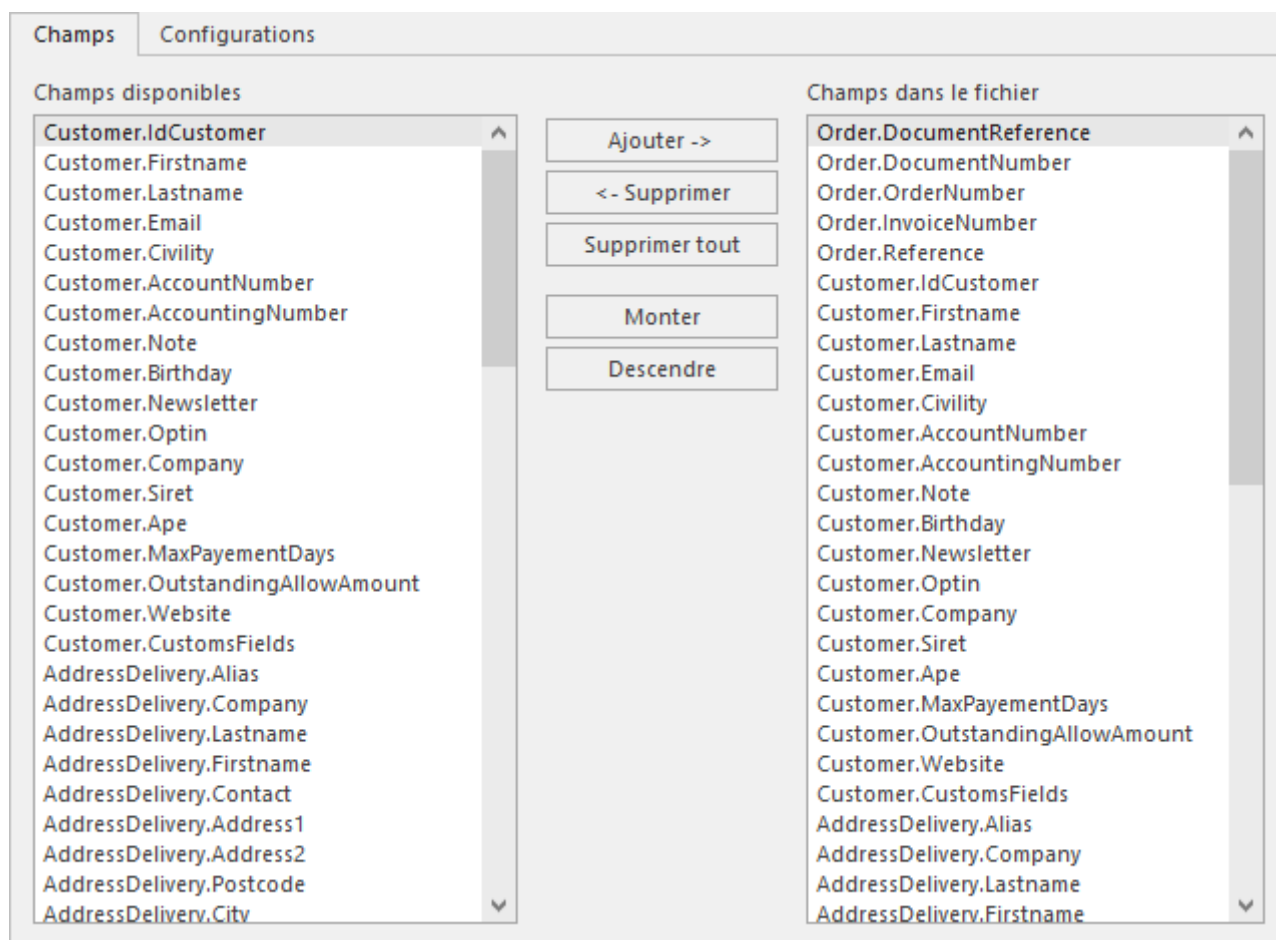 Champs
Configurations
Champs disponibles
Customer.IdCustomer
Customer.Firstname
Customer.Lastname
Customer.Email
Customer.Civility
Customer.AccountNumber
Customer.AccountingNumber
Customer.Note
Customer.Birthday
Customer.Newsletter
Customer.Optin
Customer.Company
Customer.Siret
Customer.Ape
Customer.MaxPayementDays
Customer.OutstandingAllowAmount
Customer.Website
Customer.CustomsFields
AddressDelivery.Alias
AddressDelivery.Company
AddressDelivery.Lastname
AddressDelivery.Firstname
AddressDelivery.Contact
AddressDelivery.Address1
AddressDelivery.Address2
AddressDelivery.Postcode
AddressDelivery.City
Ajouter ->
<- Supprimer
Supprimer tout
Monter
Descendre
Champs dans le fichier
Order.DocumentReference
Order.DocumentNumber
Order.OrderNumber
Order.InvoiceNumber
Order.Reference
Customer.IdCustomer
Customer.Firstname
Customer.Lastname
Customer.Email
Customer.Civility
Customer.AccountNumber
Customer.AccountingNumber
Customer.Note
Customer.Birthday
Customer.Newsletter
Customer.Optin
Customer.Company
Customer.Siret
Customer.Ape
Customer.MaxPayementDays
Customer.OutstandingAllowAmount
Customer.Website
Customer.CustomsFields
AddressDelivery.Alias
AddressDelivery.Company
AddressDelivery.Lastname
AddressDelivery.Firstname